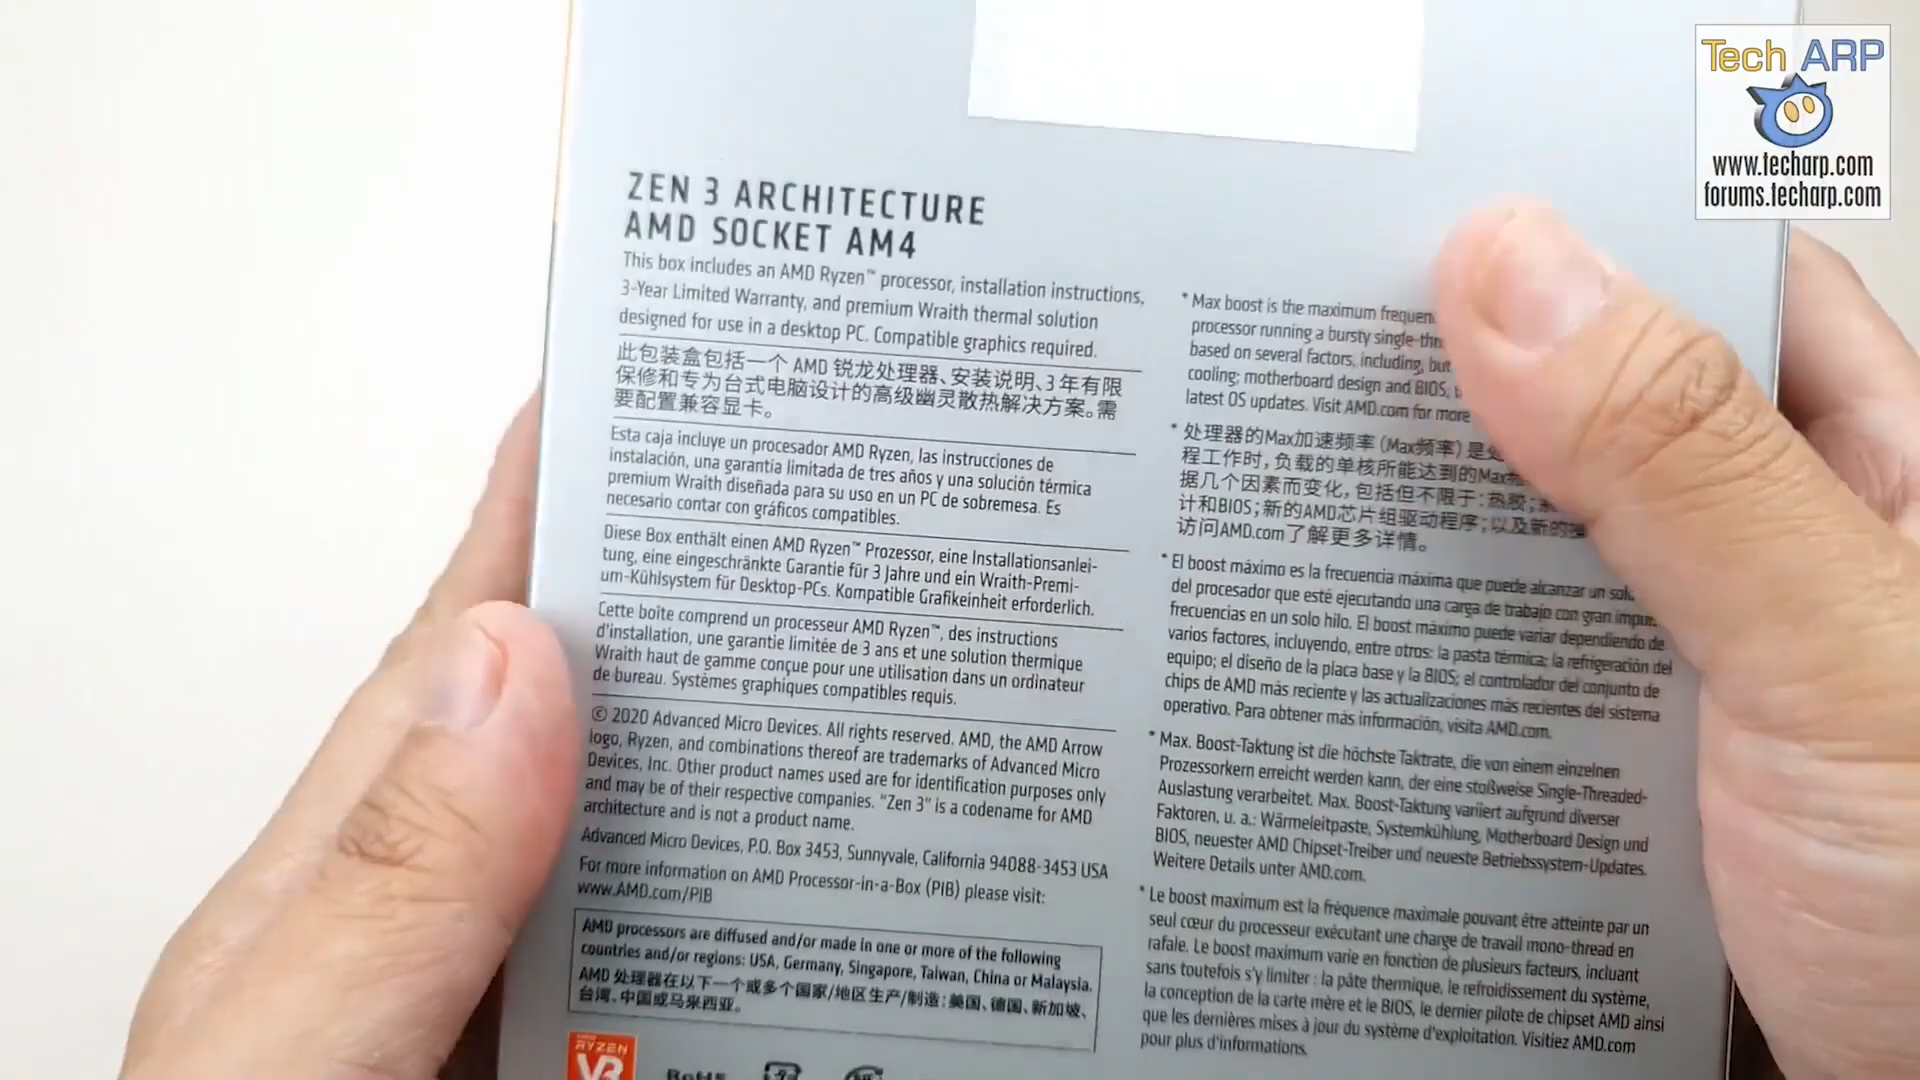 Tech ARP
www.techarp.com
forums.techarp.com
ZEN 3 ARCHITECTURE
AMD SOCKET AM4
This box includes an AMD Ryzen™ processor, installation instructions,
3-Year Limited Warranty, and premium Wraith thermal solution
designed for use in a desktop PC. Compatible graphics required.
此包装盒包括一个 AMD 锐龙处理器、安装说明、3 年有限
保修和专为台式电脑设计的高级幽灵散热解决方案。需
要配置兼容显卡。
Esta caja incluye un procesador AMD Ryzen, las instrucciones de
instalación, una garantía limitada de tres años y una solución térmica
premium Wraith diseñada para su uso en un PC de sobremesa. Es
necesario contar con gráficos compatibles.
Diese Box enthält einen AMD Ryzen™ Prozessor, eine Installationsanlei-
tung, eine eingeschränkte Garantie für 3 Jahre und ein Wraith-Premi-
um-Kühlsystem für Desktop-PCs. Kompatible Grafikeinheit erforderlich.
Cette boîte comprend un processeur AMD Ryzen™, des instructions
d'installation, une garantie limitée de 3 ans et une solution thermique
Wraith haut de gamme conçue pour une utilisation dans un ordinateur
de bureau. Systèmes graphiques compatibles requis.
© 2020 Advanced Micro Devices. All rights reserved. AMD, the AMD Arrow
logo, Ryzen, and combinations thereof are trademarks of Advanced Micro
Devices, Inc. Other product names used are for identification purposes only
and may be of their respective companies. "Zen 3" is a codename for AMD
architecture and is not a product name.
Advanced Micro Devices, P.O. Box 3453, Sunnyvale, California 94088-3453 USA
For more information on AMD Processor-in-a-Box (PIB) please visit:
www.AMD.com/PIB
AMD processors are diffused and/or made in one or more of the following
countries and/or regions: USA, Germany, Singapore, Taiwan, China or Malaysia.
AMD 处理器在以下一个或多个国家/地区生产/制造：美国、德国、新加坡、
台湾、中国或马来西亚。
RYZEN
VR
RoHS
* Max boost is the maximum
processor running a bursty
based on several factors, including, but
cooling; motherboard design and BIOS;
latest OS updates. Visit AMD.com for more
* 处理器的Max加速频率（Max频率）是
程工作时，负载的单核所能达到的Max
据几个因素而变化，包括但不限于：热胶；
计和BIOS；新的AMD芯片组驱动程序；以及新的
访问AMD.com了解更多详情。
* El boost máximo es la frecuencia máxima que puede alcanzar un
del procesador que esté ejecutando una carga de trabajo con gran
frecuencias en un solo hilo. El boost máximo puede variar dependiendo de
varios factores, incluyendo, entre otros: la pasta térmica; la refrigeración del
equipo; el diseño de la placa base y la BIOS; el controlador del conjunto de
chips de AMD más reciente y las actualizaciones más recientes del sistema
operativo. Para obtener más información, visita AMD.com.
* Max. Boost-Taktung ist die höchste Taktrate, die von einem einzelnen
Prozessorkern erreicht werden kann, der eine stoßweise Single-Threaded-
Auslastung verarbeitet. Max. Boost-Taktung variiert aufgrund diverser
Faktoren, u. a.: Wärmeleitpaste, Systemkühlung, Motherboard Design und
BIOS, neuester AMD Chipset-Treiber und neueste Betriebssystem-Updates.
Weitere Details unter AMD.com.
* Le boost maximum est la fréquence maximale pouvant être atteinte par un
seul cœur du processeur exécutant une charge de travail mono-thread en
rafale. Le boost maximum varie en fonction de plusieurs facteurs, incluant
sans toutefois s'y limiter : la pâte thermique, le refroidissement du système,
la conception de la carte mère et le BIOS, le dernier pilote de chipset AMD ainsi
que les dernières mises à jour du système d'exploitation. Visitiez AMD.com
pour plus d'informations.